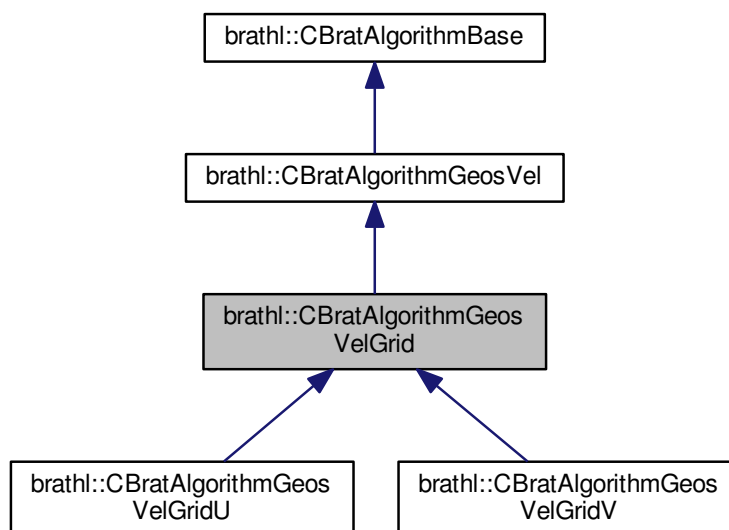 brathl::CBratAlgorithmBase
brathl::CBratAlgorithmGeosVel
brathl::CBratAlgorithmGeos
VelGrid
brathl::CBratAlgorithmGeos
VelGridU
brathl::CBratAlgorithmGeos
VelGridV